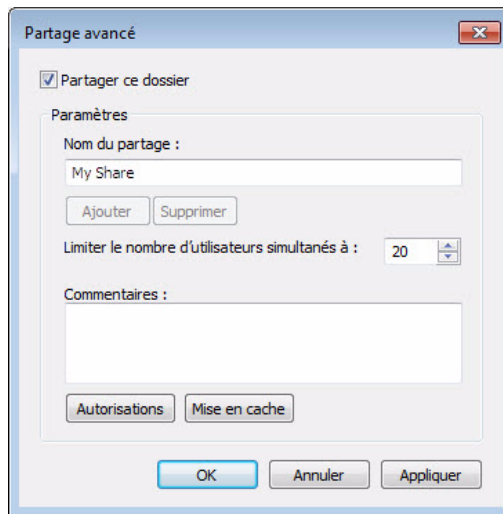 Partage avancé
Partager ce dossier
Paramètres
Nom du partage :
My Share
Ajouter Supprimer
Limiter le nombre d'utilisateurs simultanés à : 20
Commentaires :
Autorisations Mise en cache
OK Annuler Appliquer